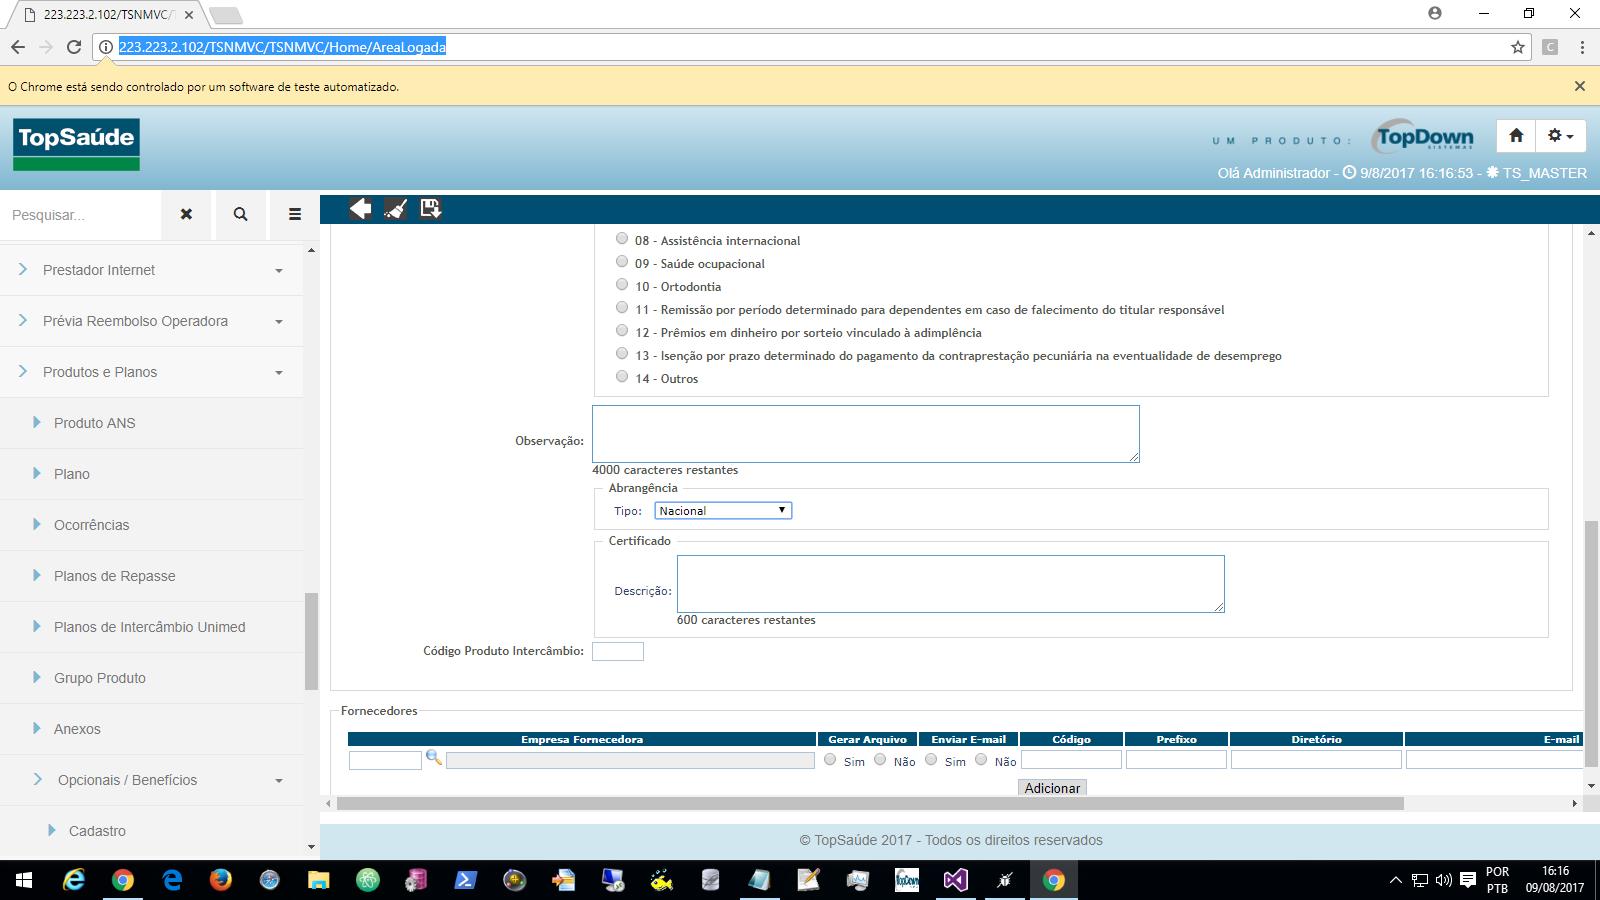 223.223.2.102/TSNMVC/T
223.223.2.102/TSNMVC/TSNMVC/Home/AreaLogada
C
O Chrome está sendo controlado por um software de teste automatizado.
TopSaúde
UM PRODUTO:
TopDown
SISTEMAS
Olá Administrador - 9/8/2017 16:16:53 - TS_MASTER
Pesquisar...
Prestador Internet
Prévia Reembolso Operadora
Produtos e Planos
Produto ANS
Plano
Ocorrências
Planos de Repasse
Planos de Intercâmbio Unimed
Grupo Produto
Anexos
Opcionais / Benefícios
Cadastro
08 - Assistência internacional
09 - Saúde ocupacional
10 - Ortodontia
11 - Remissão por período determinado para dependentes em caso de falecimento do titular responsável
12 - Prêmios em dinheiro por sorteio vinculado à adimplência
13 - Isenção por prazo determinado do pagamento da contraprestação pecuniária na eventualidade de desemprego
14 - Outros
Observação:
4000 caracteres restantes
Abrangência
Tipo: Nacional
Certificado
Descrição:
600 caracteres restantes
Código Produto Intercâmbio:
Fornecedores
Empresa Fornecedora Gerar Arquivo Enviar E-mail Código Prefixo Diretório E-mail
Sim Não Sim Não
Adicionar
© TopSaúde 2017 - Todos os direitos reservados
TopDown
POR
PTB
16:16
09/08/2017